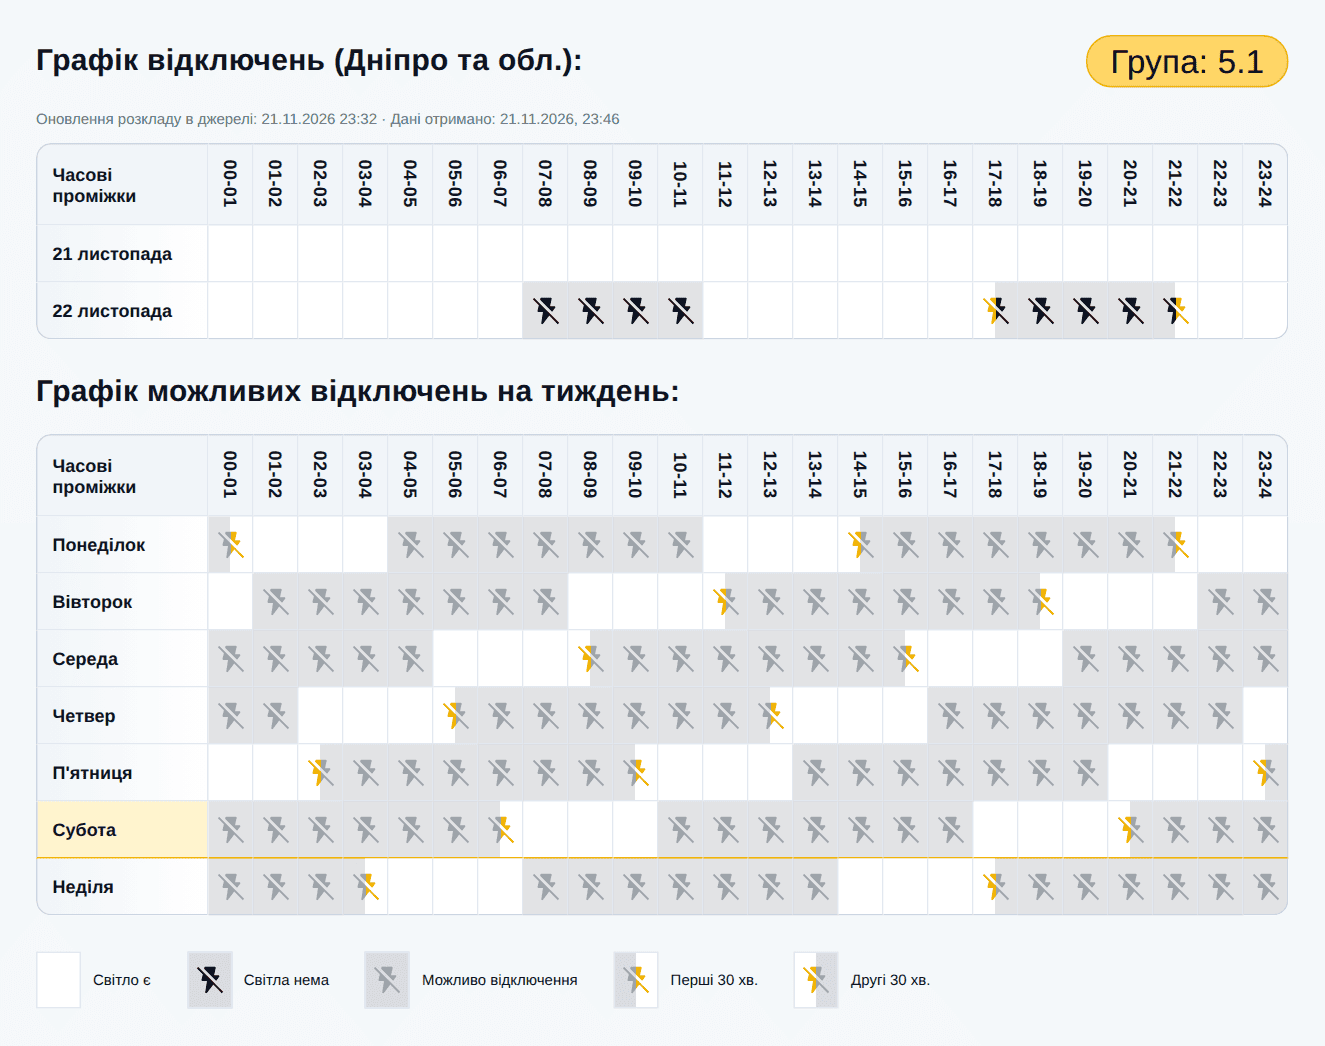 Графік відключень (Дніпро та обл.):
Група: 5.1
Оновлення розкладу в джерелі: 21.11.2026 23:32 · Дані отримано: 21.11.2026, 23:46
Часові проміжки 00-01 01-02 02-03 03-04 04-05 05-06 06-07 07-08 08-09 09-10 10-11 11-12 12-13 13-14 14-15 15-16 16-17 17-18 18-19 19-20 20-21 21-22 22-23 23-24
21 листопада
22 листопада
Графік можливих відключень на тиждень:
Часові проміжки 00-01 01-02 02-03 03-04 04-05 05-06 06-07 07-08 08-09 09-10 10-11 11-12 12-13 13-14 14-15 15-16 16-17 17-18 18-19 19-20 20-21 21-22 22-23 23-24
Понеділок
Вівторок
Середа
Четвер
П'ятниця
Субота
Неділя
Світло є Світла нема Можливо відключення Перші 30 хв. Другі 30 хв.